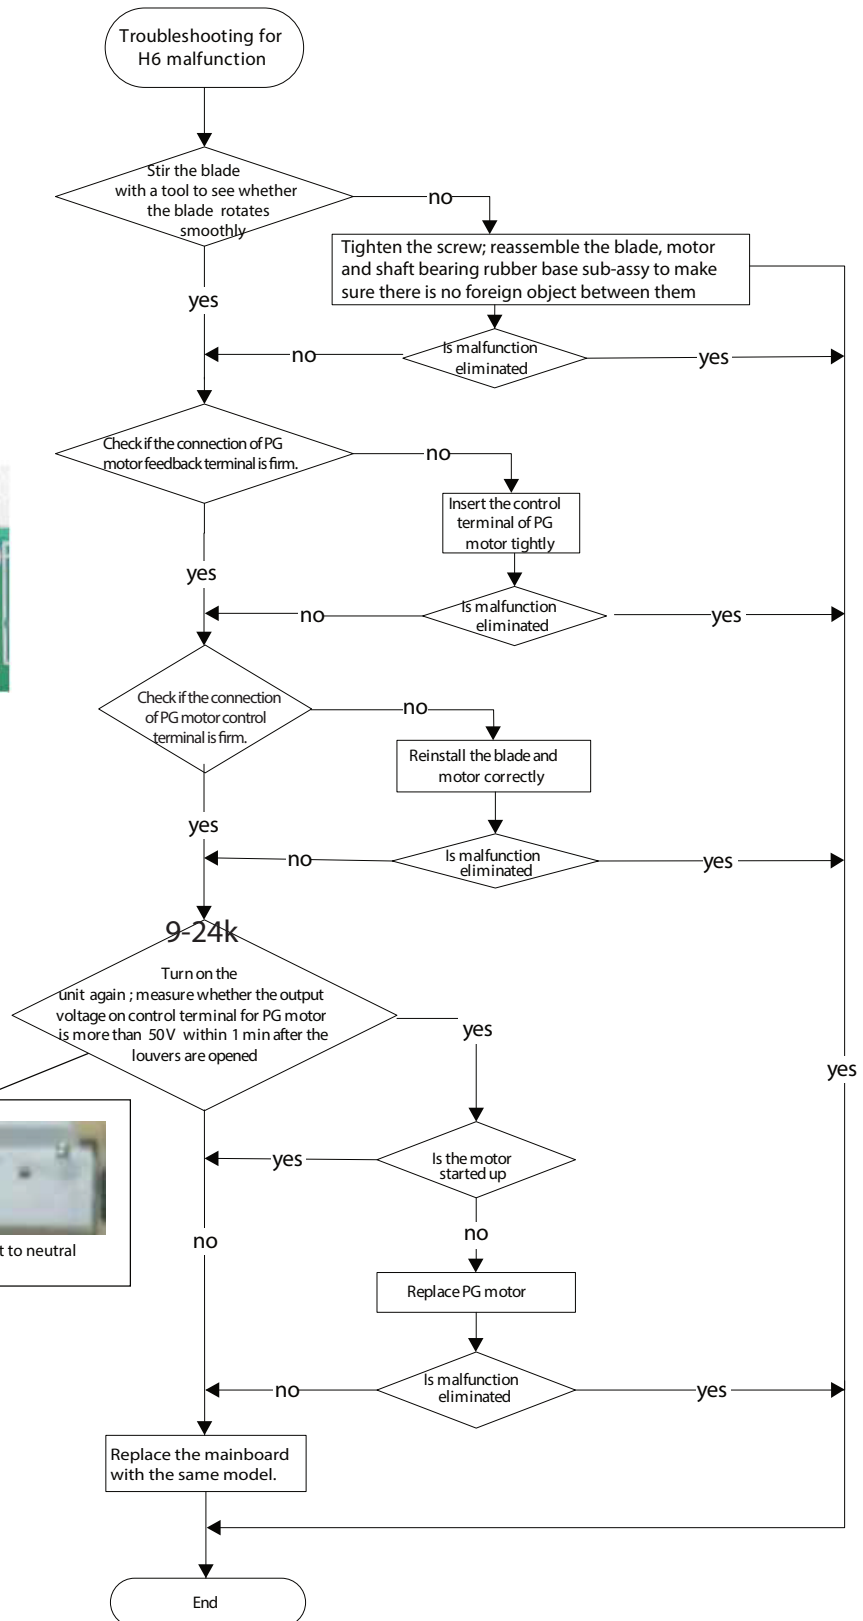 Troubleshooting for
H6 malfunction
Stir the blade
with a tool to see whether
the blade rotates
smoothly
no
Tighten the screw; reassemble the blade, motor
and shaft bearing rubber base sub-assy to make
sure there is no foreign object between them
yes
Is malfunction
eliminated
no
yes
Check if the connection of PG
motor feedback terminal is firm.
no
Insert the control
terminal of PG
motor tightly
yes
Is malfunction
eliminated
no
yes
Check if the connection
of PG motor control
terminal is firm.
no
Reinstall the blade and
motor correctly
yes
Is malfunction
eliminated
no
yes
9-24k
Turn on the
unit again ; measure whether the output
voltage on control terminal for PG motor
is more than 50V within 1 min after the
louvers are opened
yes
yes
Is the motor
started up
yes
no
no
t to neutral
Replace PG motor
Is malfunction
eliminated
no
yes
Replace the mainboard
with the same model.
End